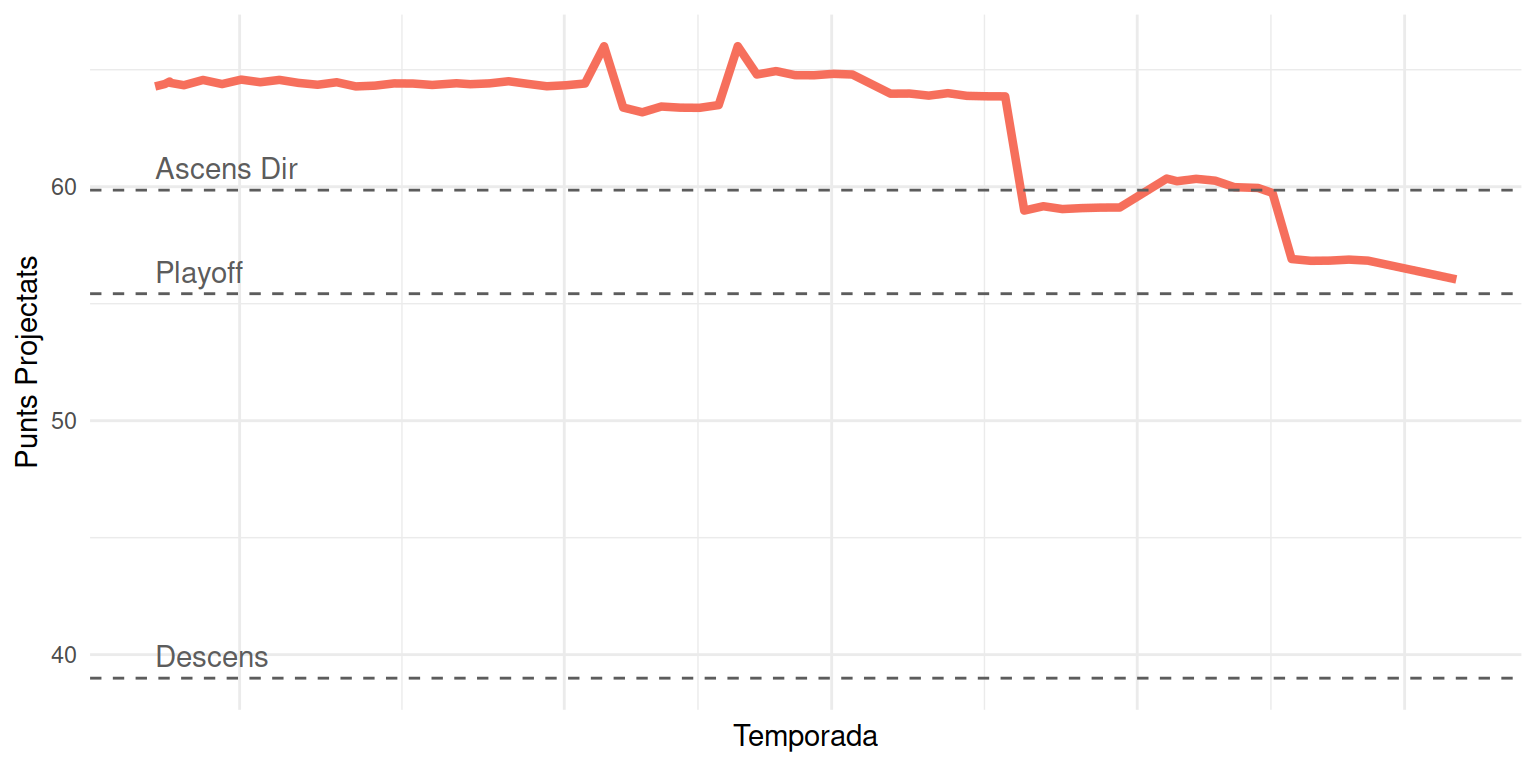 Ascens Dir
60
Playoff
Punts Projectats
50
Descens
40
Temporada